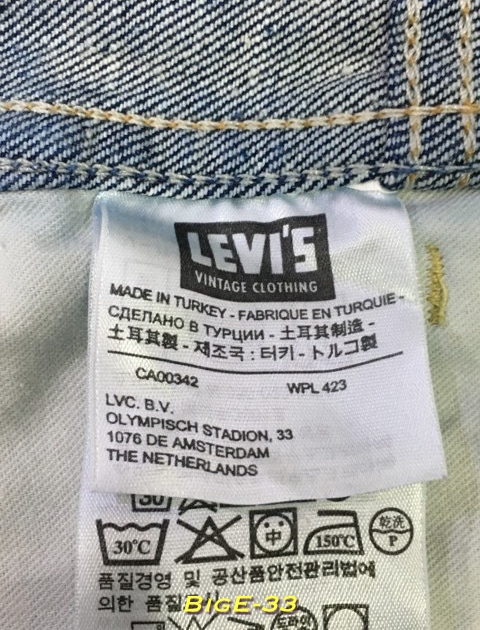 LEVI'S
VINTAGE CLOTHING
MADE IN TURKEY - FABRIQUE EN TURQUIE -
СДЕЛАНО В ТУРЦИИ - 土耳其制造 -
土耳其製 - 제조국 : 터키 - トルコ製
CA00342 WPL 423
LVC. B.V.
OLYMPISCH STADION, 33
1076 DE AMSTERDAM
THE NETHERLANDS
30
30°C 中 150°C 乾洗 P
품질경영 및 공산품안전관리법에
의한 품질
BIGE-33
드라이